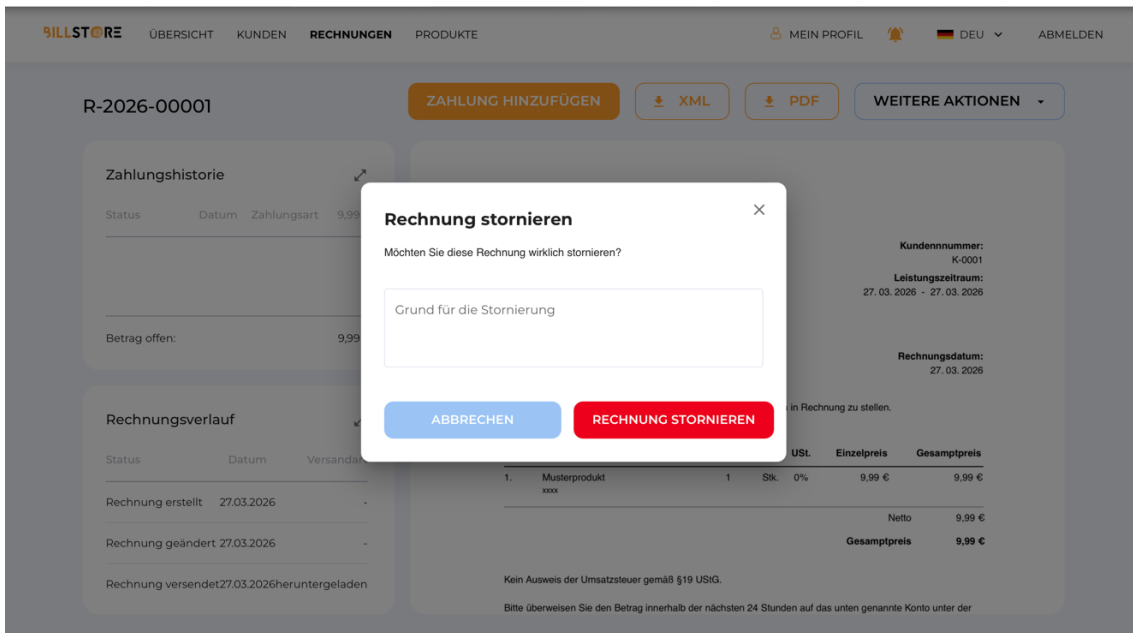 BILLSTORE ÜBERSICHT KUNDEN RECHNUNGEN PRODUKTE MEIN PROFIL DEU ABMELDEN
R-2026-00001
ZAHLUNG HINZUFÜGEN XML PDF WEITERE AKTIONEN
Zahlungshistorie
Status Datum Zahlungsart 9,99
Betrag offen: 9,99
Rechnungsverlauf
Status Datum Versandar
Rechnung erstellt 27.03.2026 -
Rechnung geändert 27.03.2026 -
Rechnung versendet27.03.2026heruntergeladen
Rechnung stornieren
Möchten Sie diese Rechnung wirklich stornieren?
Grund für die Stornierung
ABBRECHEN RECHNUNG STORNIEREN
Kundennnummer:
K-0001
Leistungszeitraum:
27. 03. 2026 - 27. 03. 2026
Rechnungsdatum:
27. 03. 2026
in Rechnung zu stellen.
USt. Einzelpreis Gesamtpreis
1. Musterprodukt 1 Stk. 0% 9,99 € 9,99 €
xxxx
Netto 9,99 €
Gesamtpreis 9,99 €
Kein Ausweis der Umsatzsteuer gemäß §19 UStG.
Bitte überweisen Sie den Betrag innerhalb der nächsten 24 Stunden auf das unten genannte Konto unter der